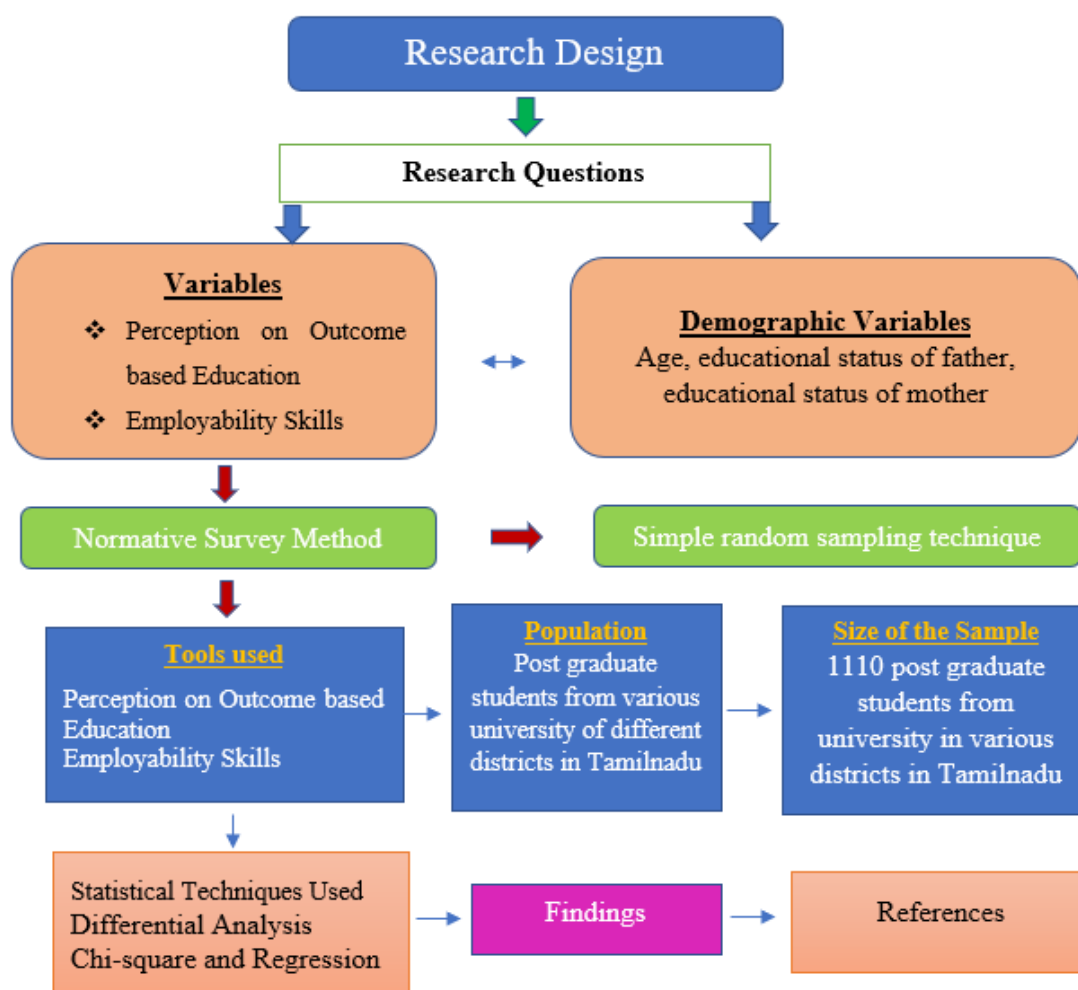 Research Design
Research Questions
Variables
❖ Perception on Outcome
based Education
❖ Employability Skills
Demographic Variables
Age, educational status of father,
educational status of mother
Normative Survey Method
Simple random sampling technique
Tools used
Perception on Outcome based
Education
Employability Skills
Population
Post graduate
students from various
university of different
districts in Tamilnadu
Size of the Sample
1110 post graduate
students from
university in various
districts in Tamilnadu
Statistical Techniques Used
Differential Analysis
Chi-square and Regression
Findings
References